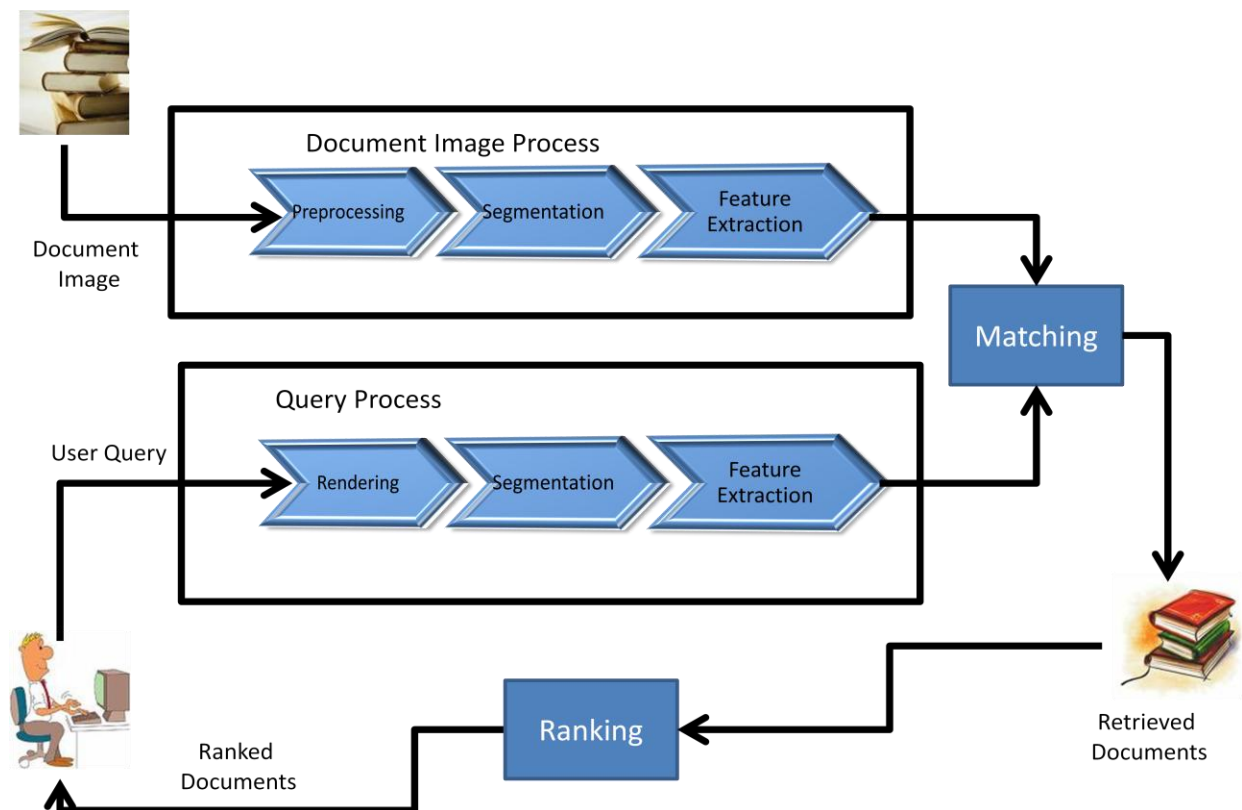 Document Image Process
Preprocessing
Segmentation
Feature
Extraction
Document
Image
Matching
Query Process
User Query
Rendering
Segmentation
Feature
Extraction
Retrieved
Documents
Ranking
Ranked
Documents